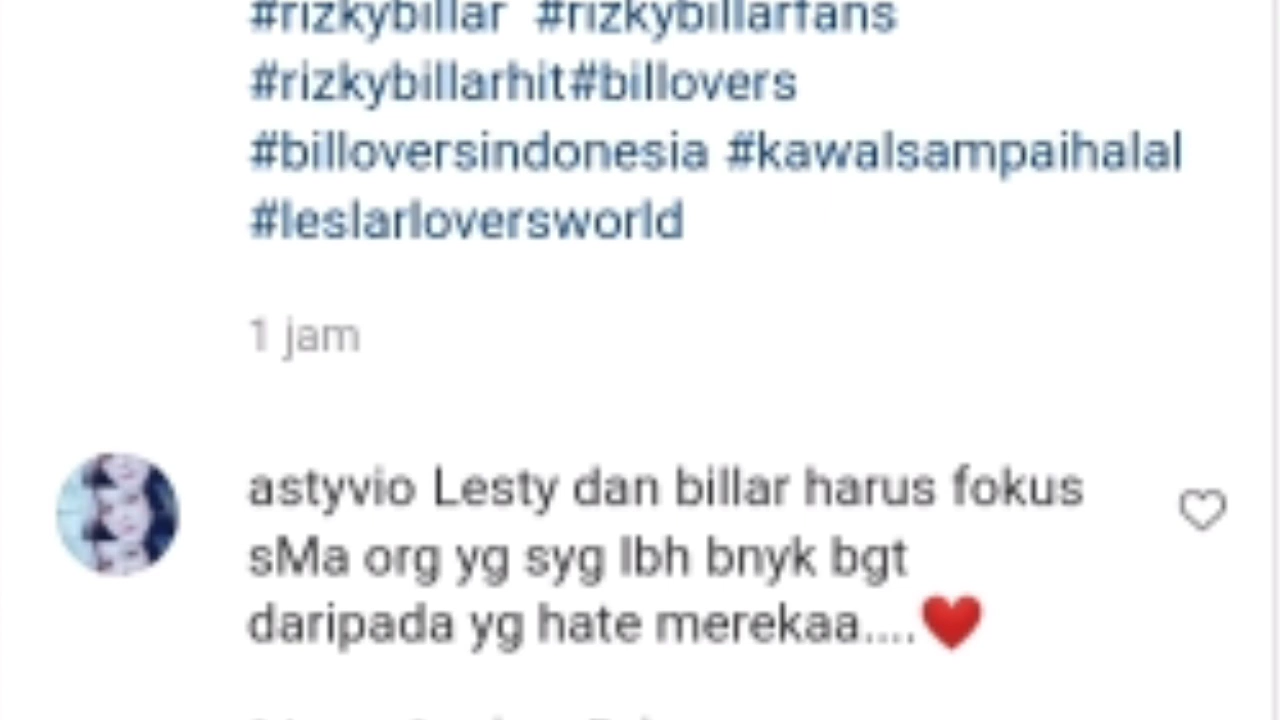 #rizkybillar #rizkybillarfans
#rizkybillarhit#billovers
#billoversindonesia #kawalsampaihalal
#leslarloversworld
1 jam
astyvio Lesty dan billar harus fokus
sMa org yg syg lbh bnyk bgt
daripada yg hate merekaa....❤️